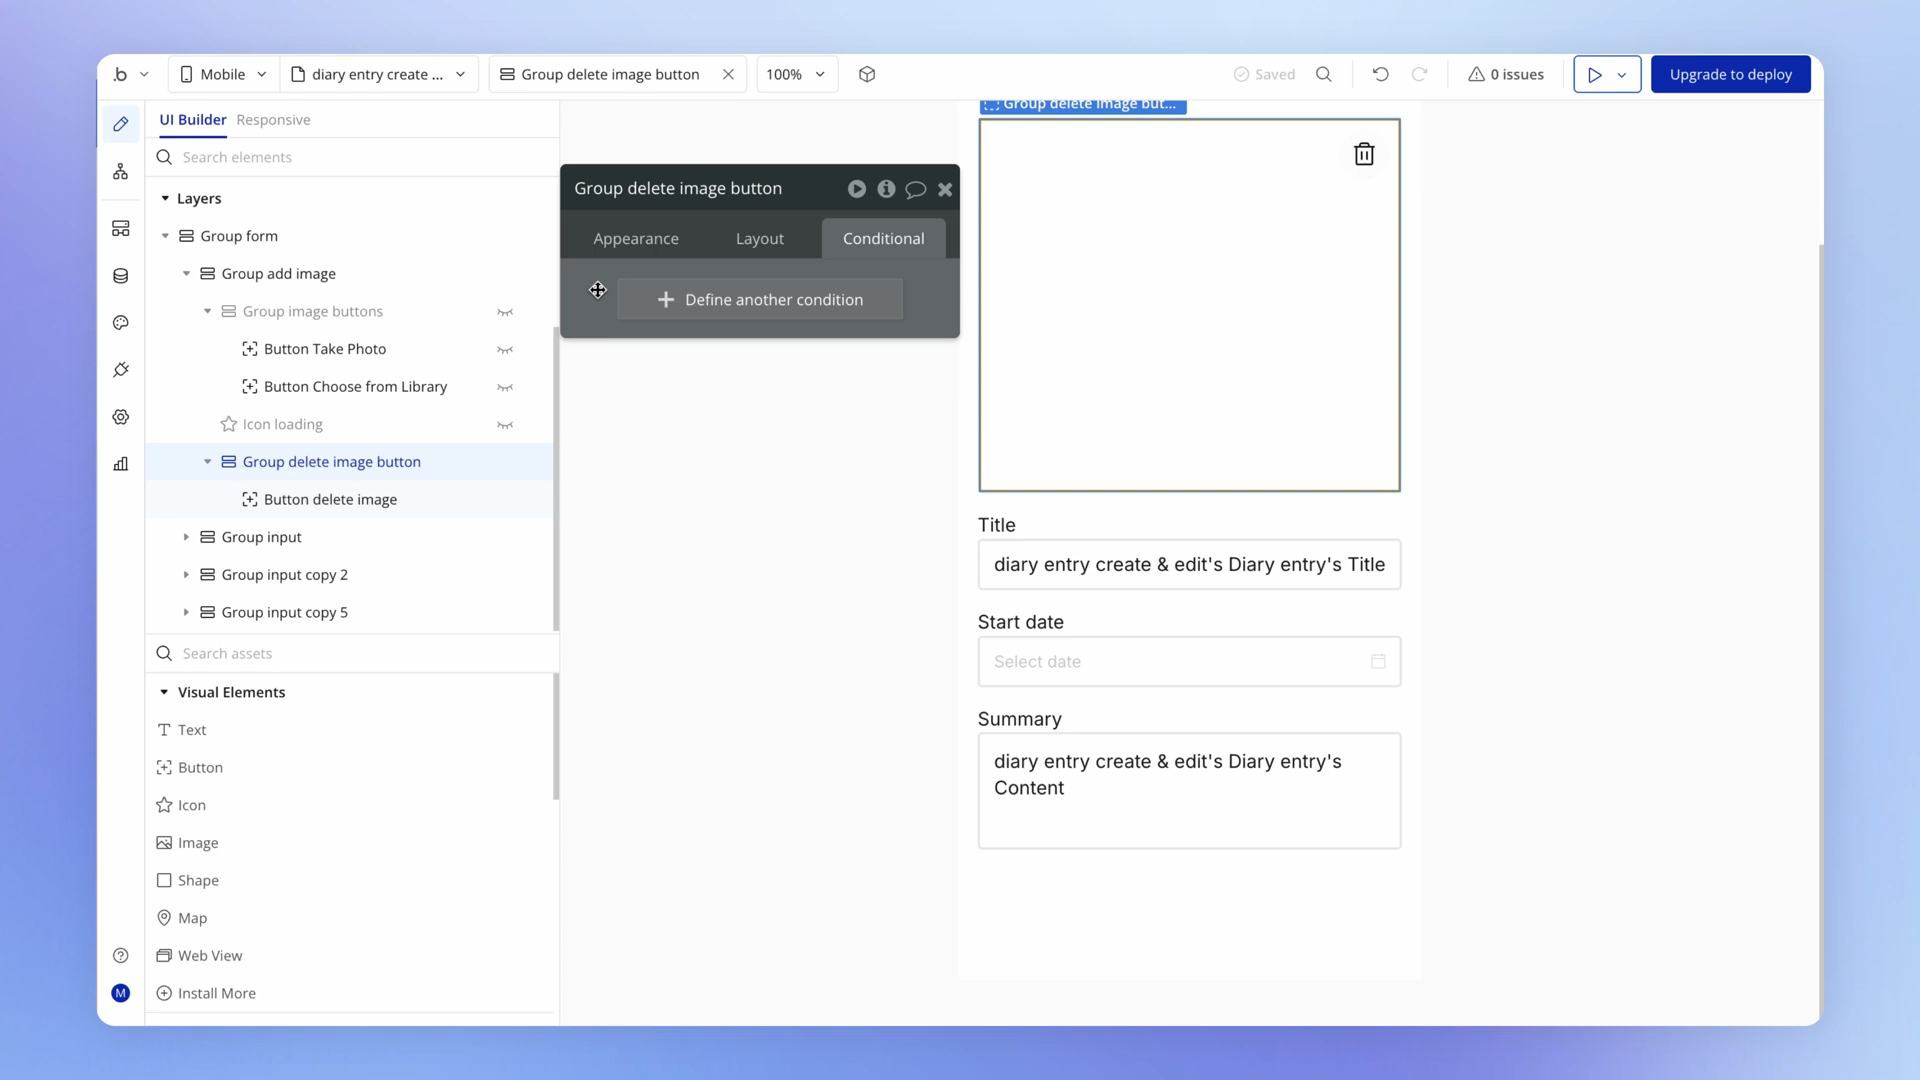 .b
Mobile
diary entry create ...
Group delete image button
100%
Saved
0 issues
Upgrade to deploy
UI Builder
Responsive
Search elements
Layers
Group form
Group add image
Group image buttons
Button Take Photo
Button Choose from Library
Icon loading
Group delete image button
Button delete image
Group input
Group input copy 2
Group input copy 5
Search assets
Visual Elements
Text
Button
Icon
Image
Shape
Map
Web View
Install More
M
Group delete image button
Appearance
Layout
Conditional
Define another condition
Group delete image but...
Title
diary entry create & edit's Diary entry's Title
Start date
Select date
Summary
diary entry create & edit's Diary entry's
Content